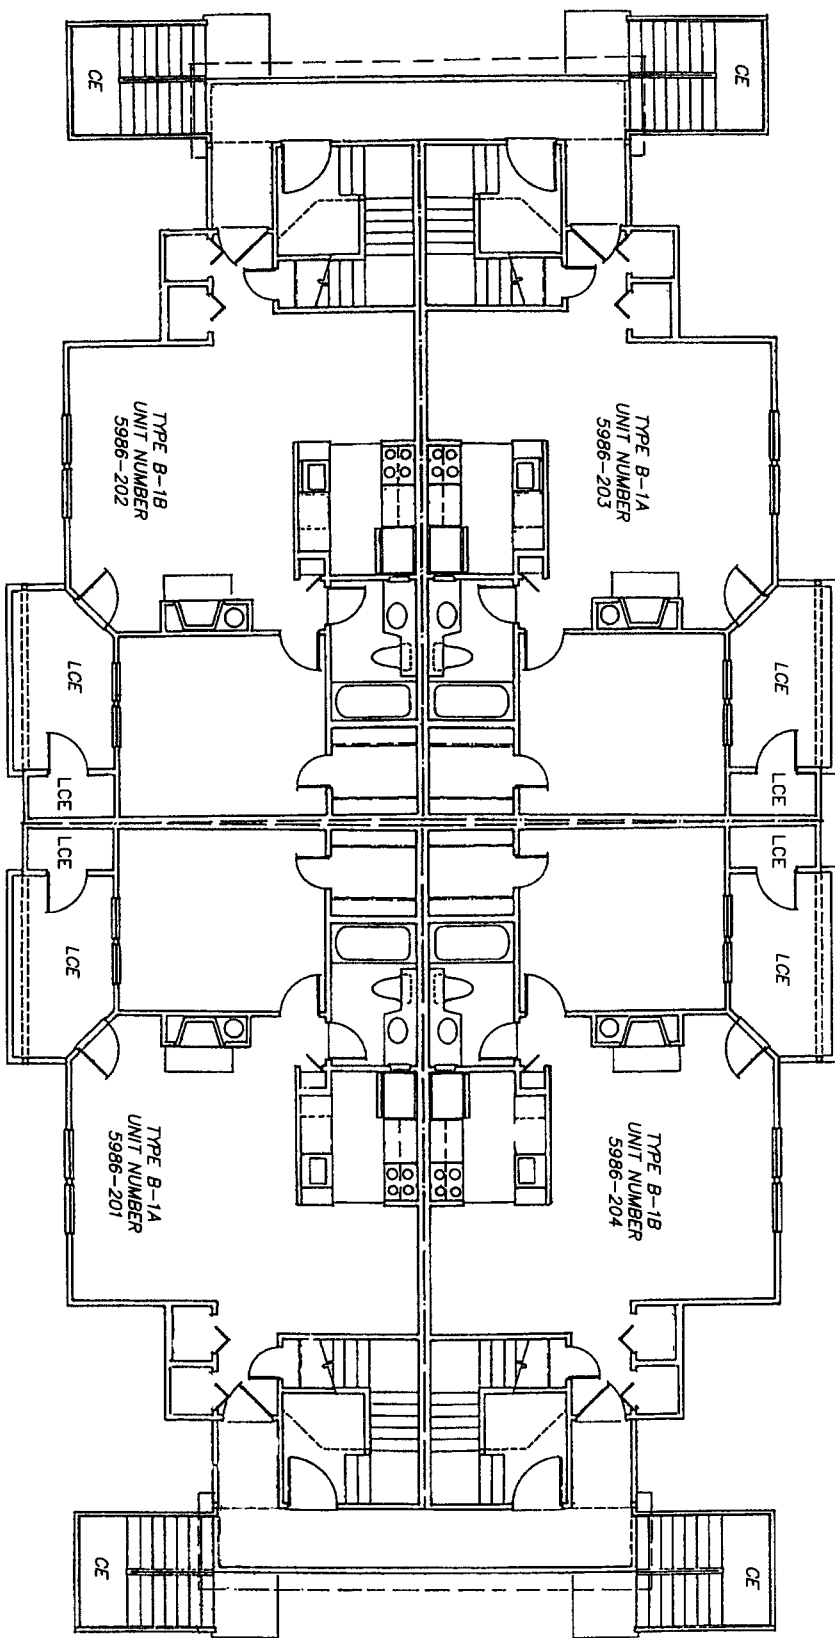 CE
CE
TYPE B-1B
UNIT NUMBER
5986-202
TYPE B-1A
UNIT NUMBER
5986-203
LCE
LCE
LCE
LCE
LCE
LCE
LCE
LCE
TYPE B-1A
UNIT NUMBER
5986-201
TYPE B-1B
UNIT NUMBER
5986-204
CE
CE